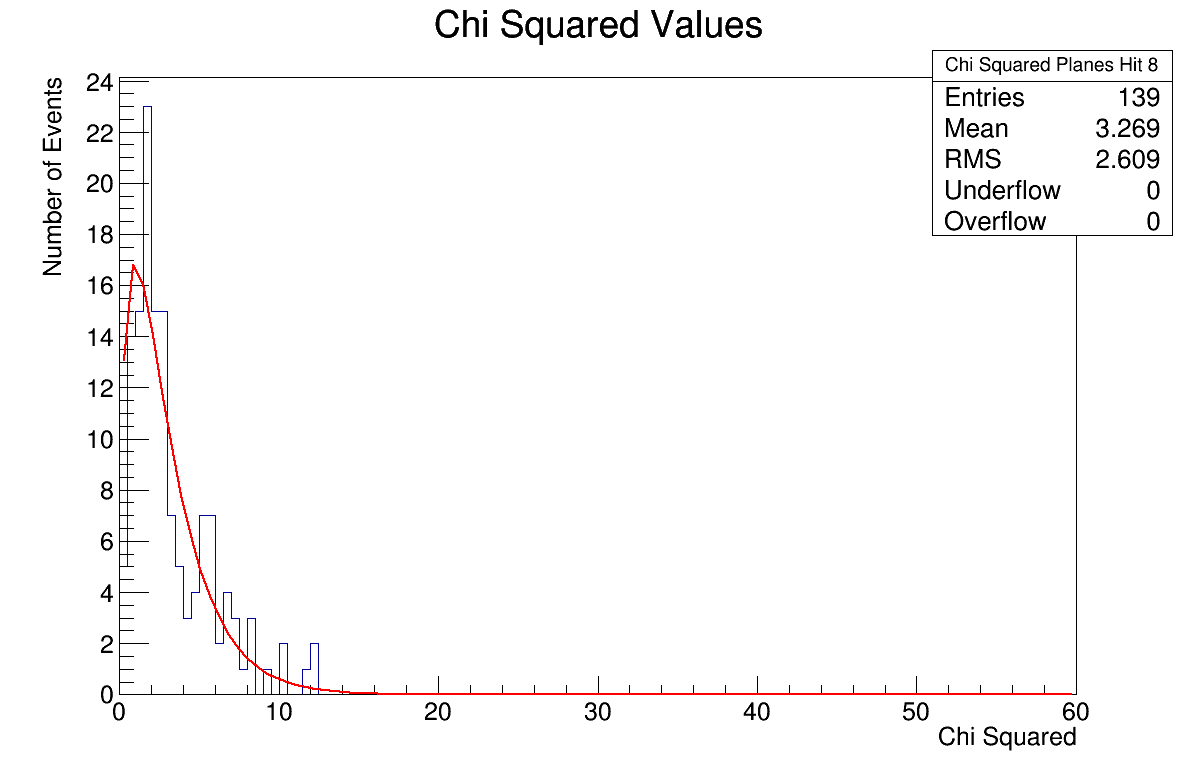 Chi Squared Values
Chi Squared Planes Hit 8
Entries 139
Mean 3.269
RMS 2.609
Underflow 0
Overflow 0
Number of Events
24
22
20
18
16
14
12
10
8
6
4
2
0
0 10 20 30 40 50 60
Chi Squared